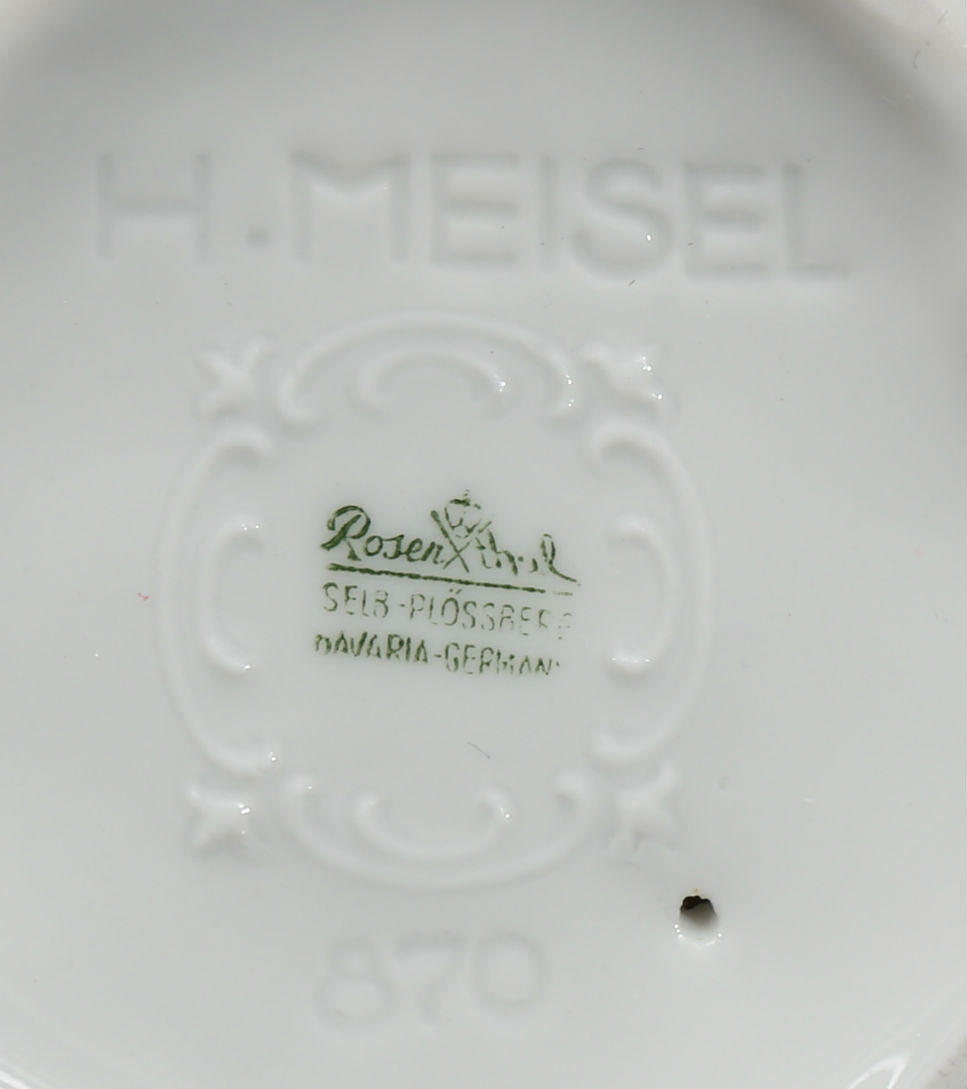 H. MEISEL
Rosenthal
SELB-PLÖSSBERG
BAVARIA-GERMANY
870